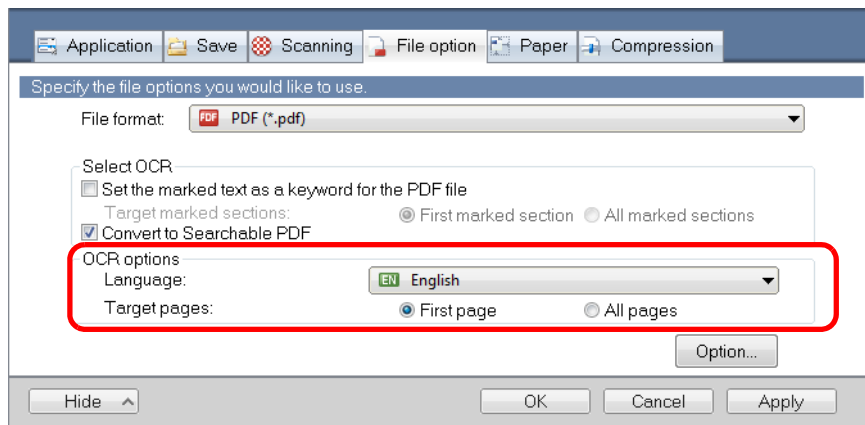 Application Save Scanning File option Paper Compression
Specify the file options you would like to use.
File format: PDF PDF (*.pdf)
Select OCR
Set the marked text as a keyword for the PDF file
Target marked sections: First marked section All marked sections
Convert to Searchable PDF
OCR options
Language: EN English
Target pages: First page All pages
Option...
Hide OK Cancel Apply